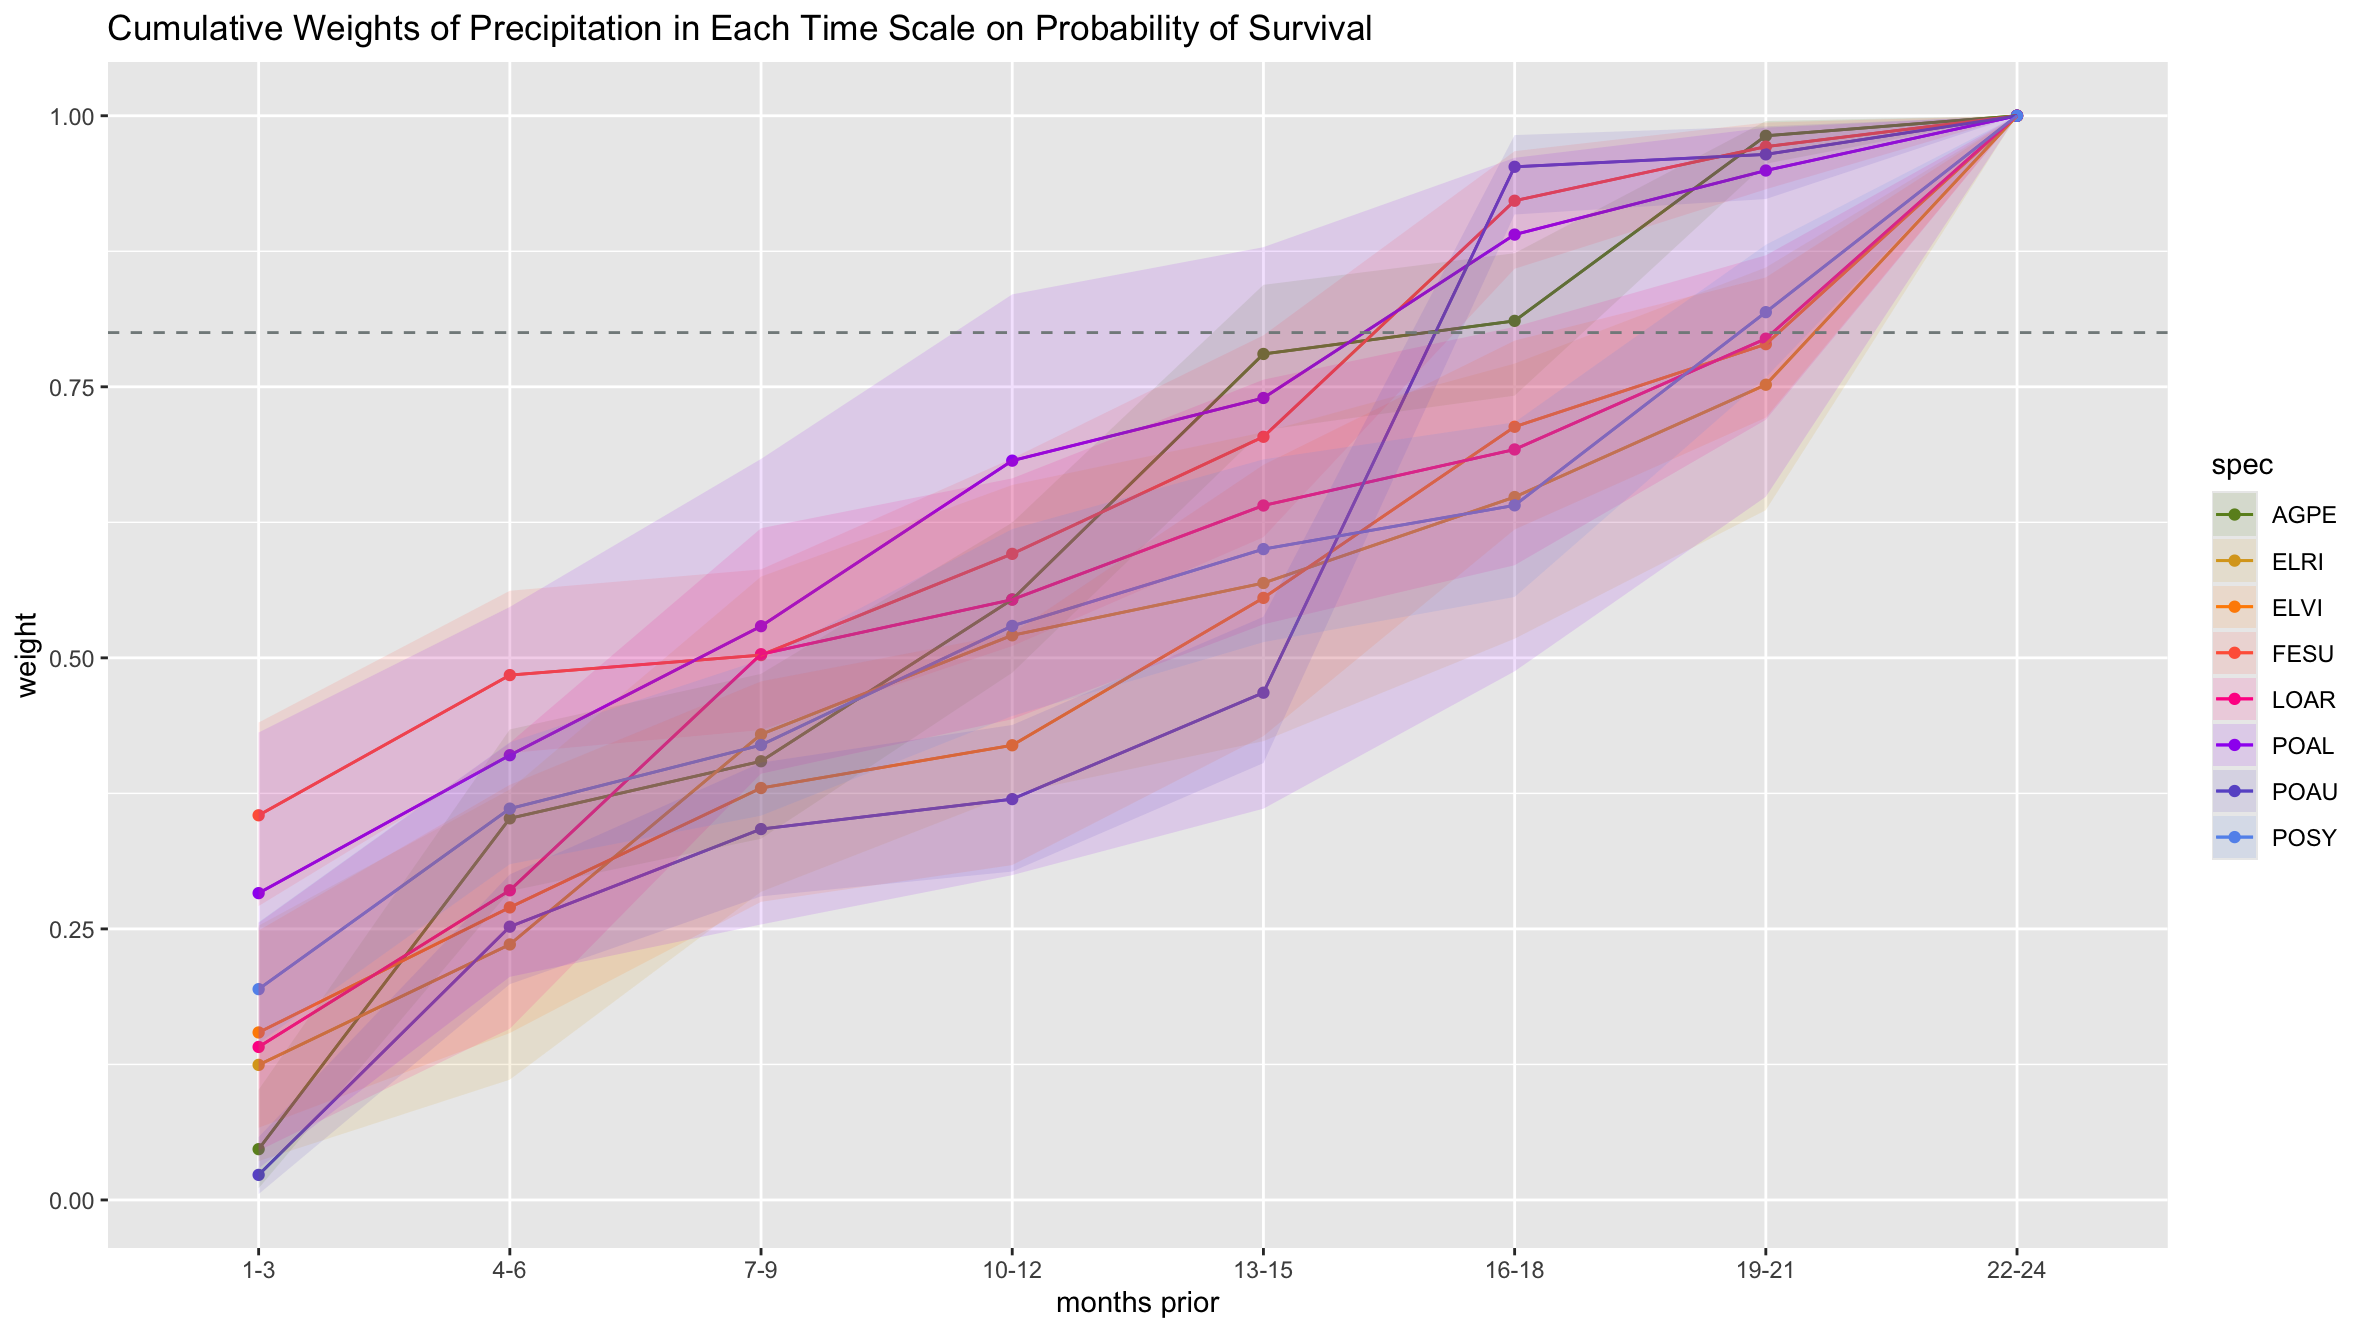 Cumulative Weights of Precipitation in Each Time Scale on Probability of Survival
1.00
0.75
0.50
0.25
0.00
weight
1-3
4-6
7-9
10-12
13-15
16-18
19-21
22-24
months prior
spec
AGPE
ELRI
ELVI
FESU
LOAR
POAL
POAU
POSY